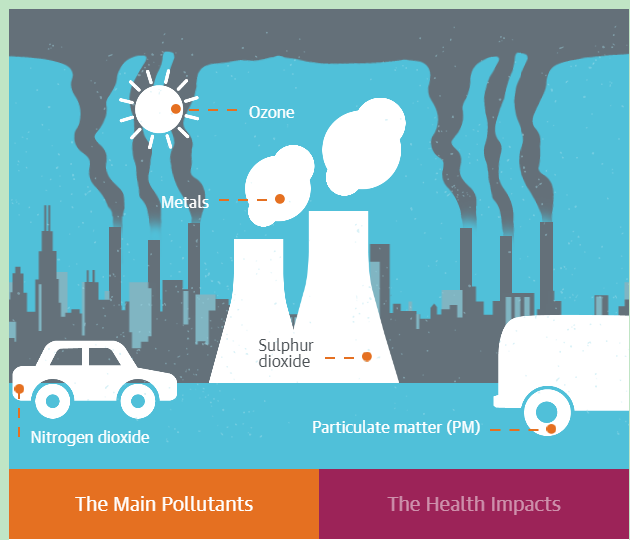 Ozone
Metals
Sulphur
dioxide
Particulate matter (PM)
Nitrogen dioxide
The Main Pollutants
The Health Impacts